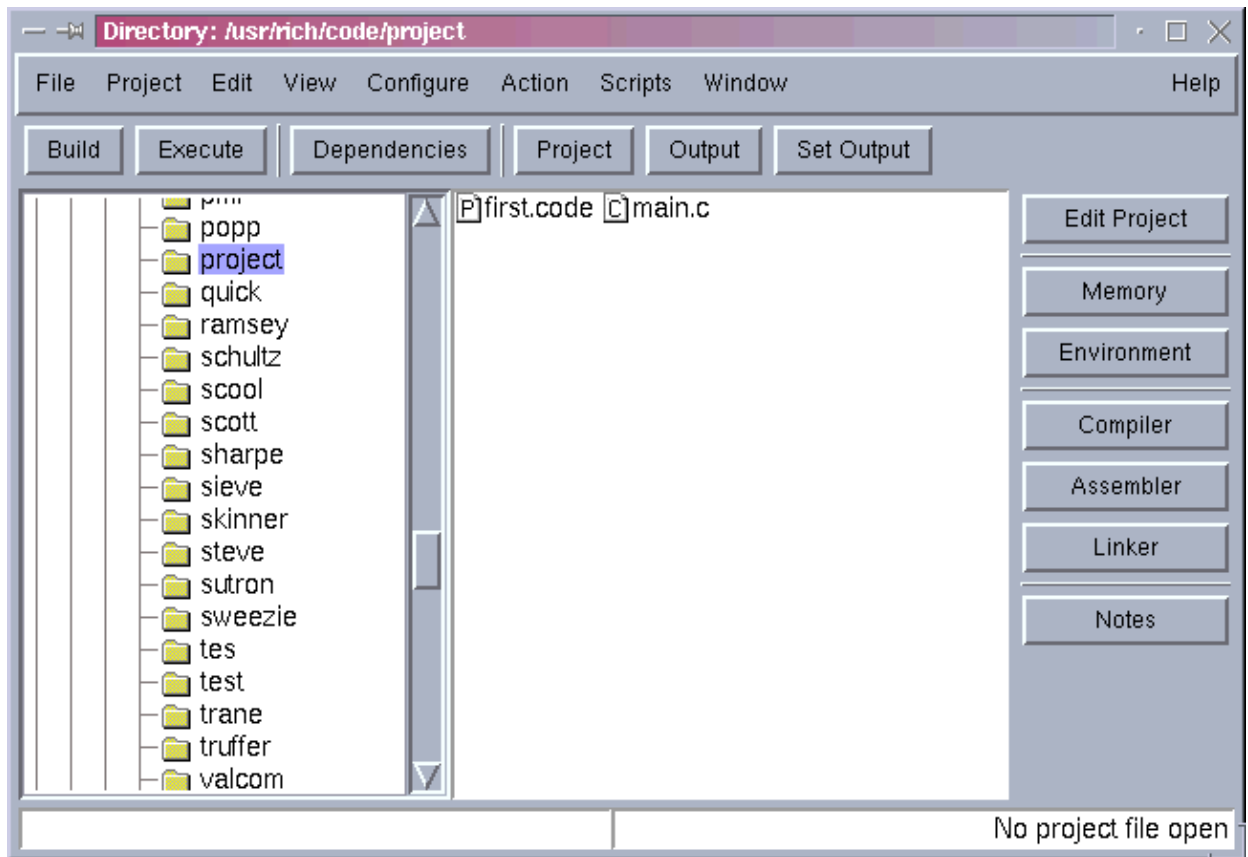 Directory: /usr/rich/code/project
File Project Edit View Configure Action Scripts Window Help
Build Execute Dependencies Project Output Set Output
popp
project
quick
ramsey
schultz
scool
scott
sharpe
sieve
skinner
steve
sutron
sweezie
tes
test
trane
truffer
valcom
P first.code C main.c
Edit Project
Memory
Environment
Compiler
Assembler
Linker
Notes
No project file open